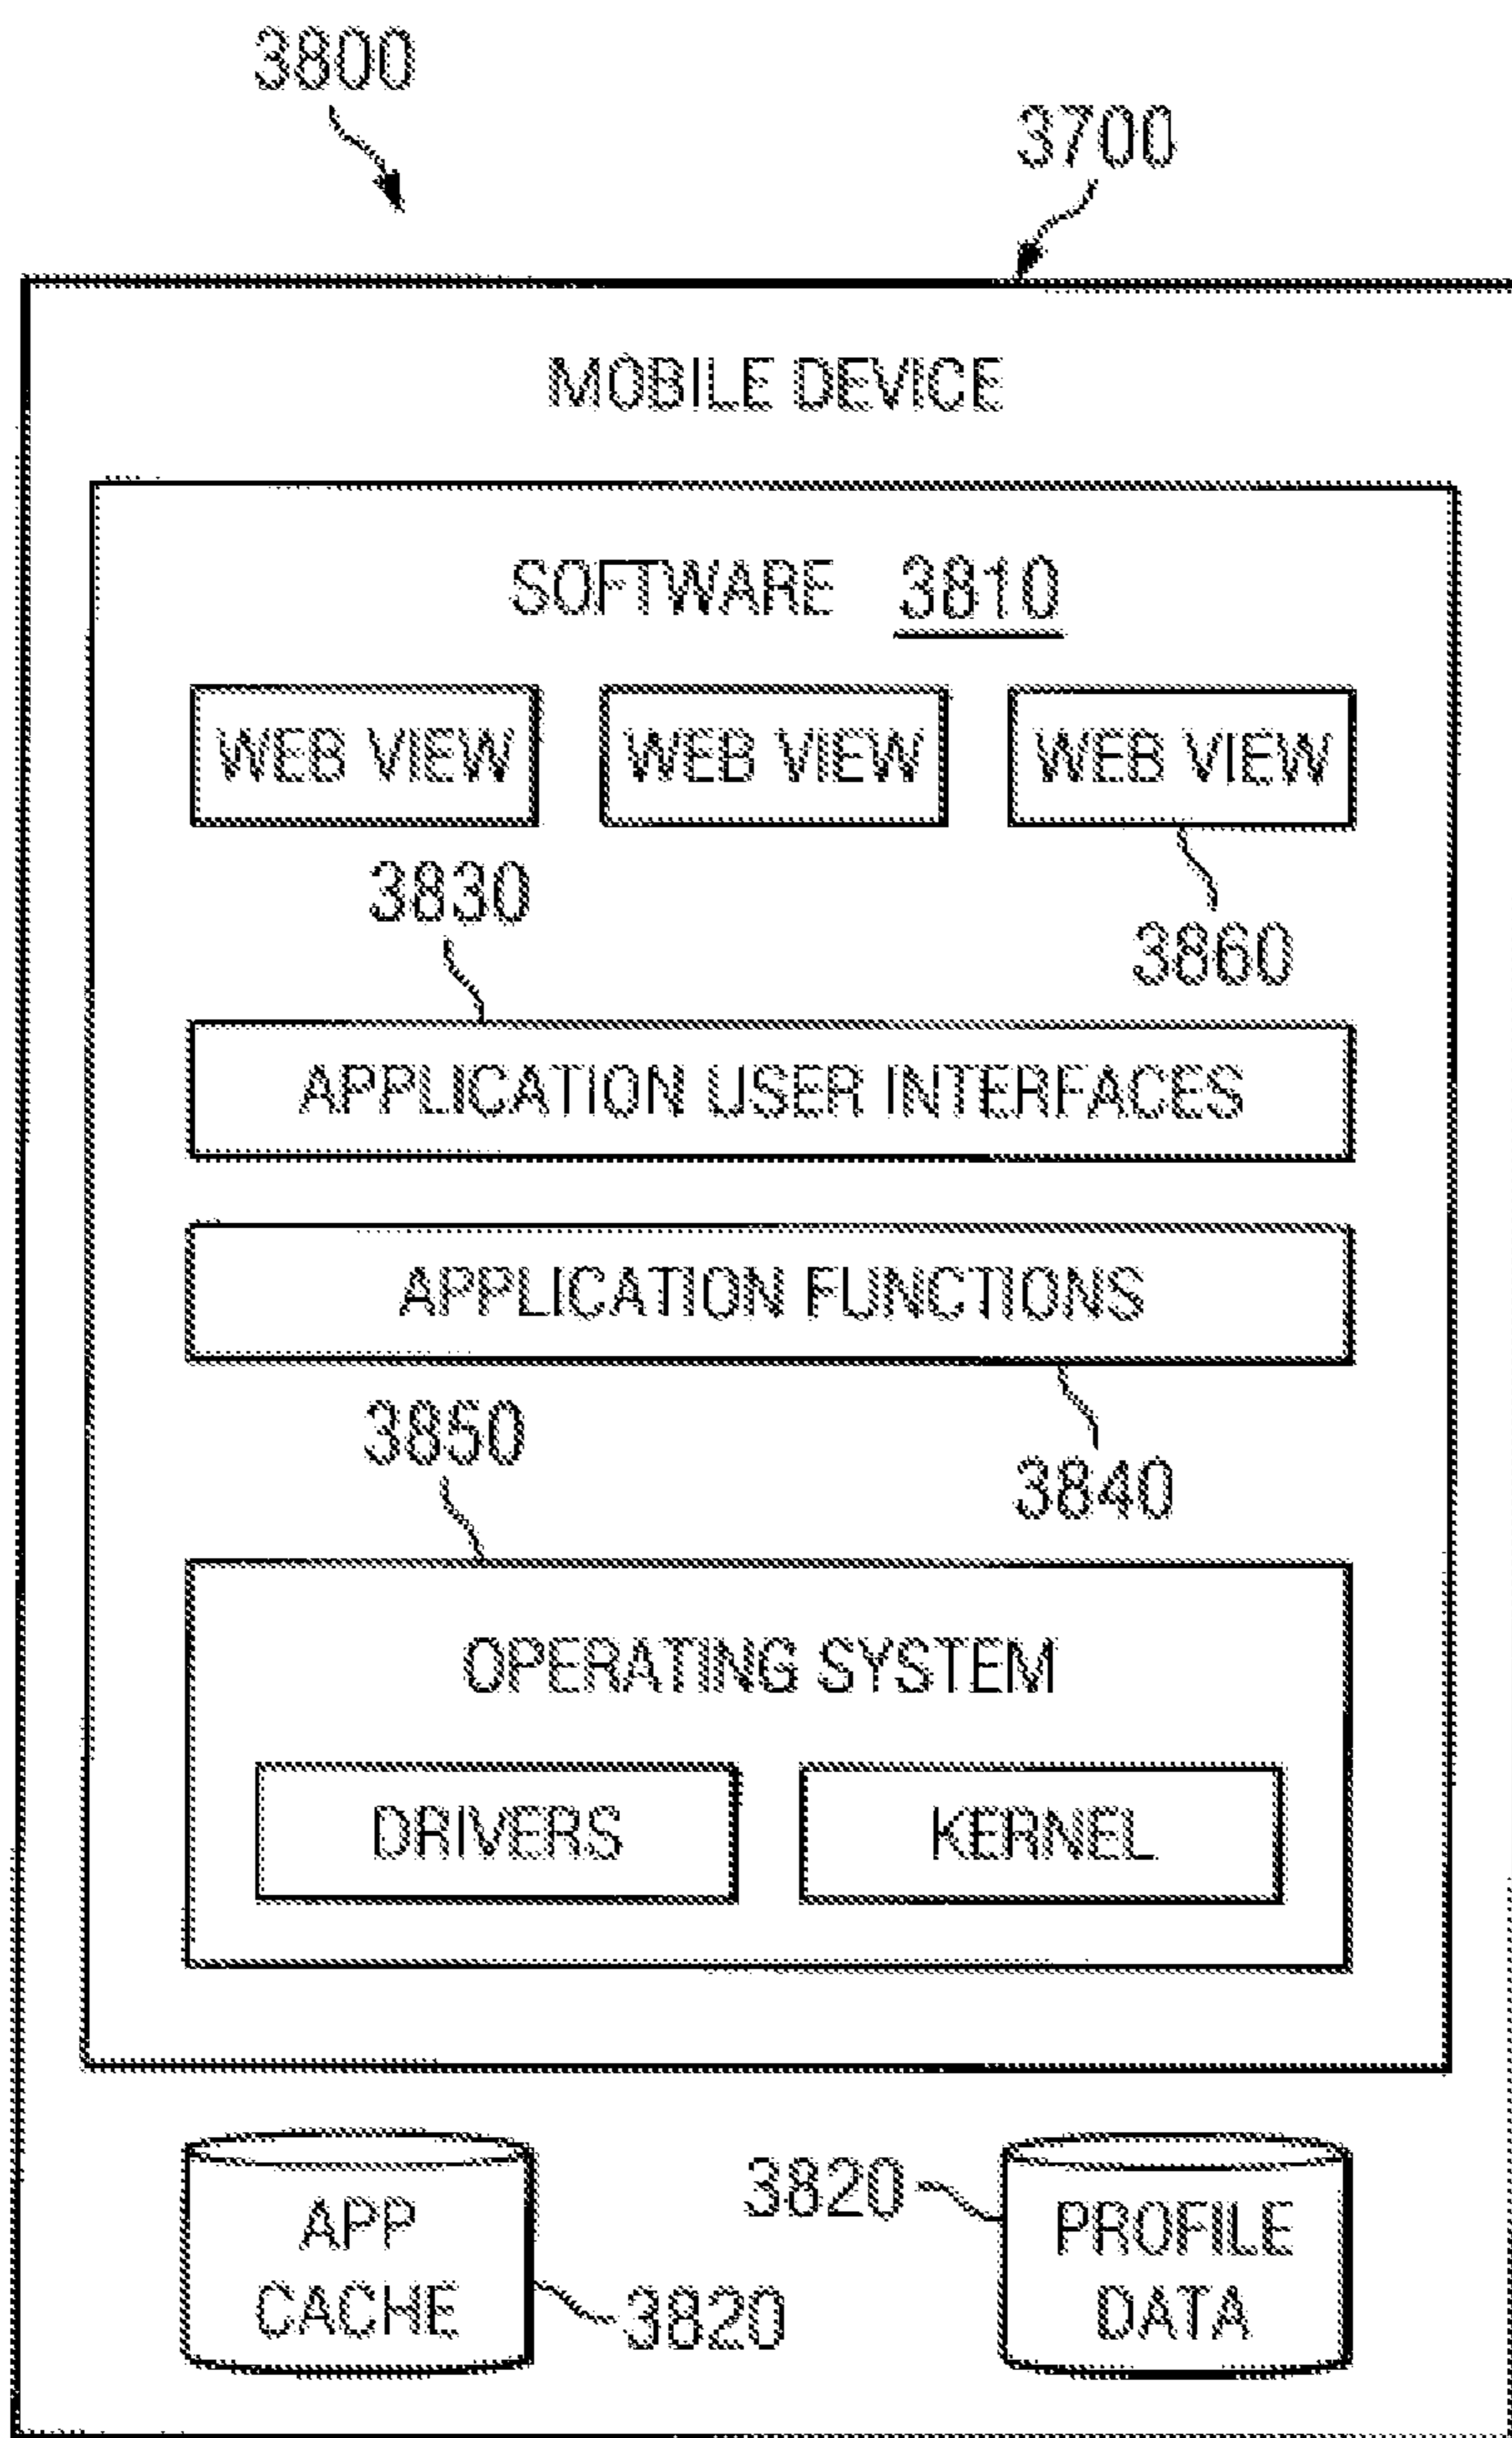 3800
3700
MOBILE DEVICE
SOFTWARE 3810
WEB VIEW WEB VIEW WEB VIEW
3830
3860
APPLICATION USER INTERFACES
APPLICATION FUNCTIONS
3850
3840
OPERATING SYSTEM
DRIVERS KERNEL
APP
CACHE
3820
3820
PROFILE
DATA